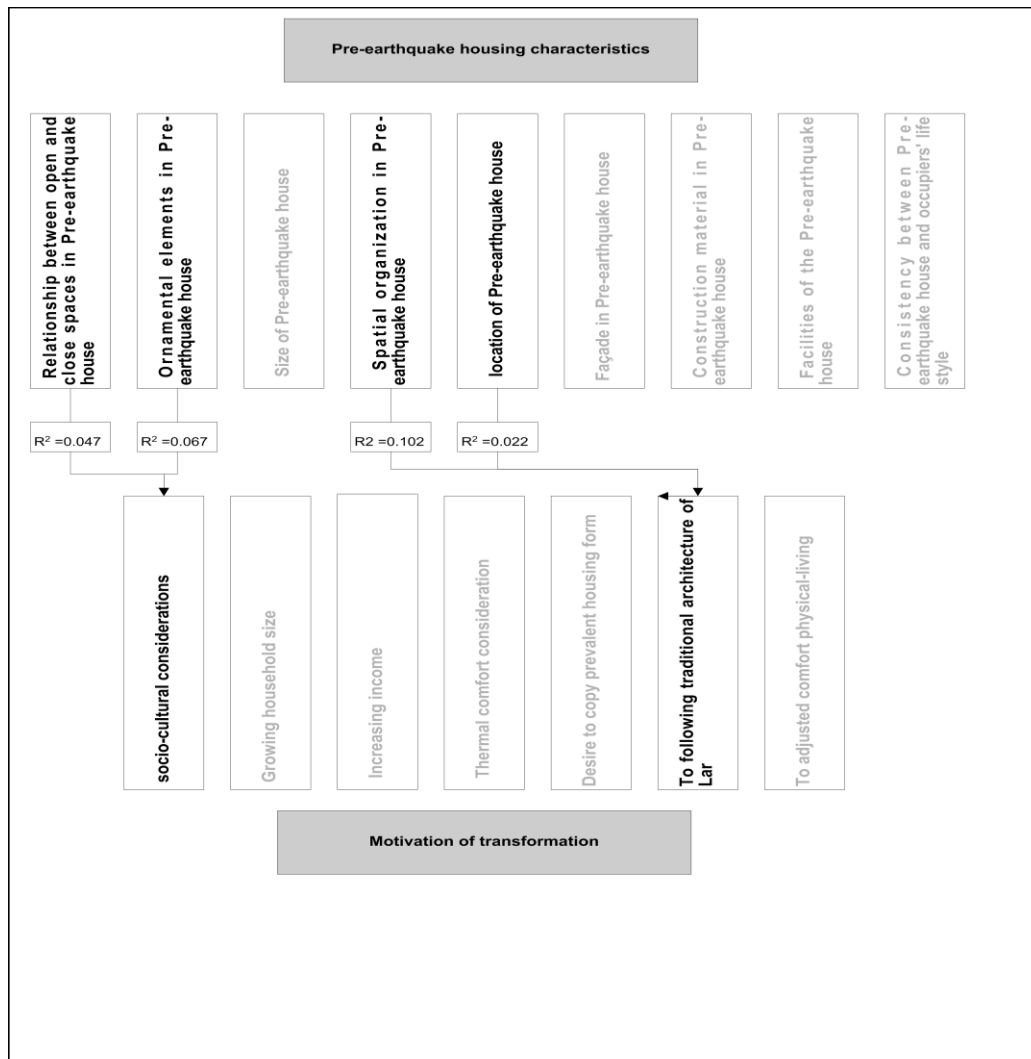 Pre-earthquake housing characteristics
Relationship between open and
close spaces in Pre-earthquake
house
Ornamental elements in Pre-
earthquake house
Size of Pre-earthquake house
Spatial organization in Pre-
earthquake house
location of Pre-earthquake house
Façade in Pre-earthquake house
Construction material in Pre-
earthquake house
Facilities of the Pre-earthquake
house
Consistency between Pre-
earthquake house and occupiers' life
style
R² =0.047
R² =0.067
R2 =0.102
R² =0.022
socio-cultural considerations
Growing household size
Increasing income
Thermal comfort consideration
Desire to copy prevalent housing form
To following traditional architecture of
Lar
To adjusted comfort physical-living
Motivation of transformation